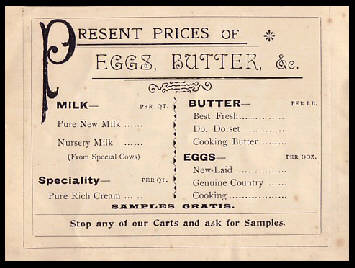 PRESENT PRICES OF
EGGS, BUTTER, &c.
MILK— PER QT.
Pure New Milk ......
Nursery Milk ......
(From Special Cows)
Speciality— PER QT.
Pure Rich Cream .....
BUTTER— PER LB.
Best Fresh............
Do. Dorset ............
Cooking Butter .......
EGGS— PER DOZ.
New-Laid ............
Genuine Country .....
Cooking...............
SAMPLES GRATIS.
Stop any of our Carts and ask for Samples.